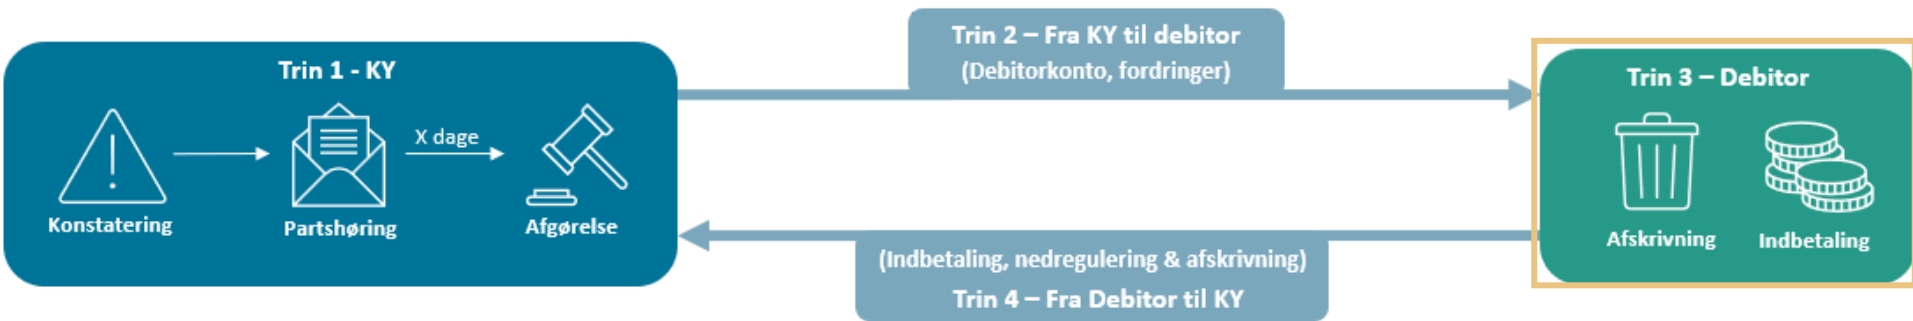 Trin 1 - KY
Konstatering
Partshøring
X dage
Afgørelse
Trin 2 – Fra KY til debitor
(Debitorkonto, fordringer)
Trin 3 – Debitor
Afskrivning
Indbetaling
(Indbetaling, nedregulering & afskrivning)
Trin 4 – Fra Debitor til KY